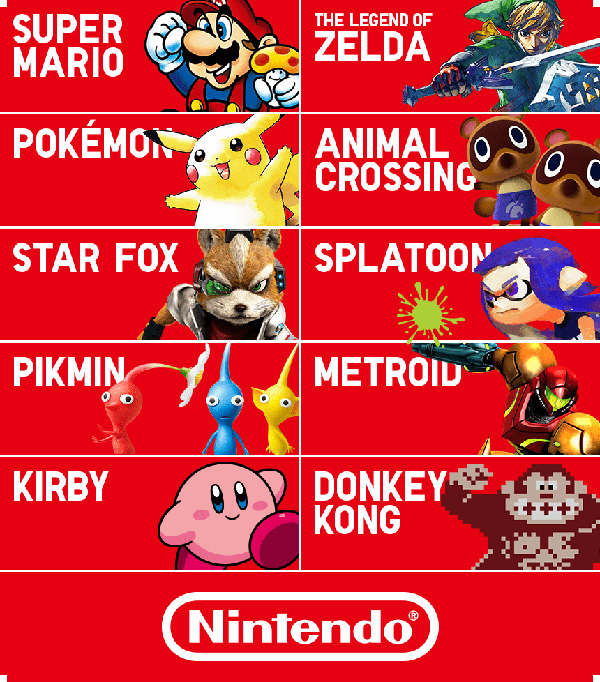 SUPER
MARIO
THE LEGEND OF
ZELDA
POKÉMON
ANIMAL
CROSSING
STAR FOX
SPLATOON
PIKMIN
METROID
KIRBY
DONKEY
KONG
Nintendo®